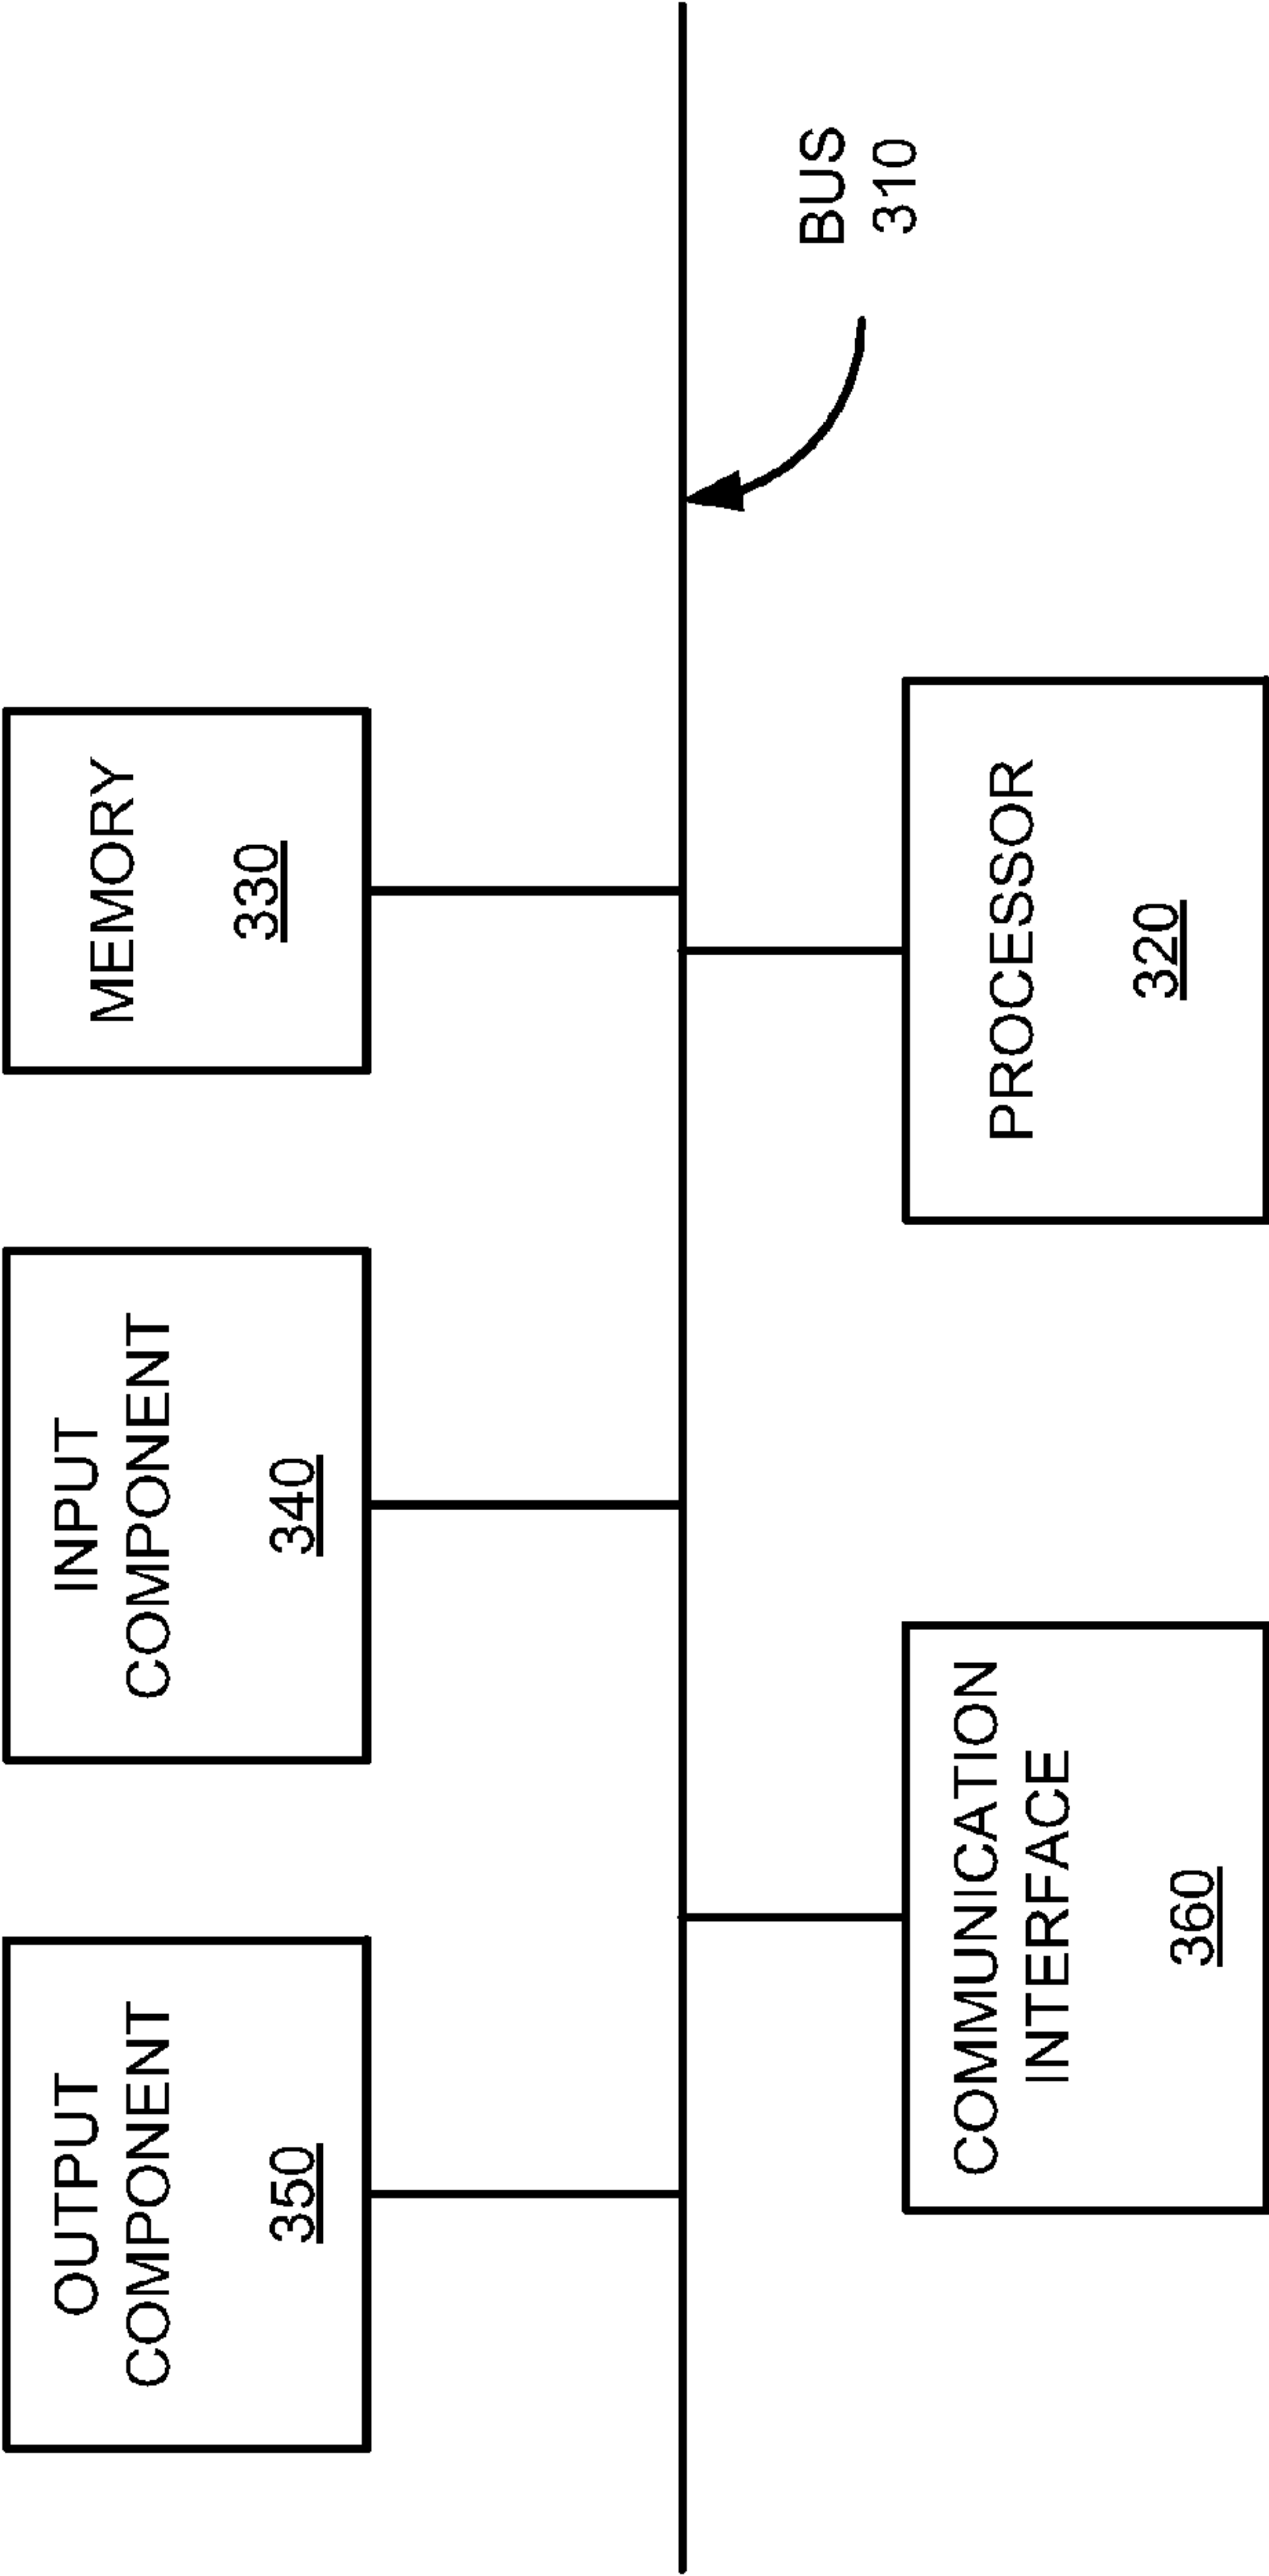 OUTPUT
COMPONENT
350
INPUT
COMPONENT
340
MEMORY
330
BUS
310
COMMUNICATION
INTERFACE
360
PROCESSOR
320